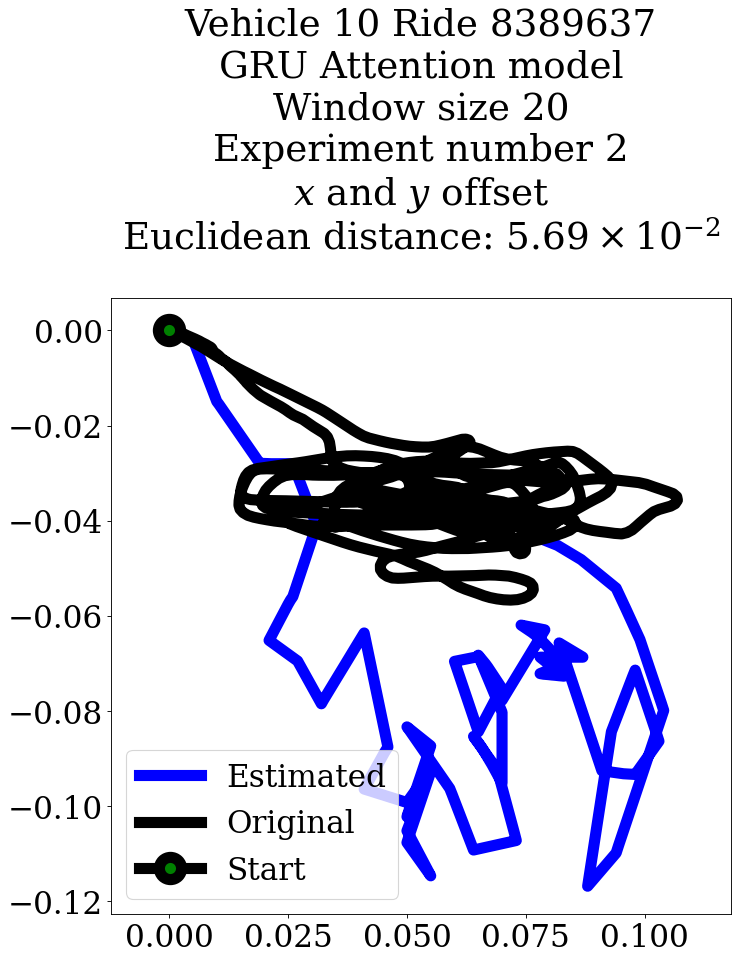 Vehicle 10 Ride 8389637
GRU Attention model
Window size 20
Experiment number 2
x and y offset
Euclidean distance: 5.69 × 10⁻²
0.00
−0.02
−0.04
−0.06
−0.08
−0.10
−0.12
Estimated
Original
Start
0.000 0.025 0.050 0.075 0.100